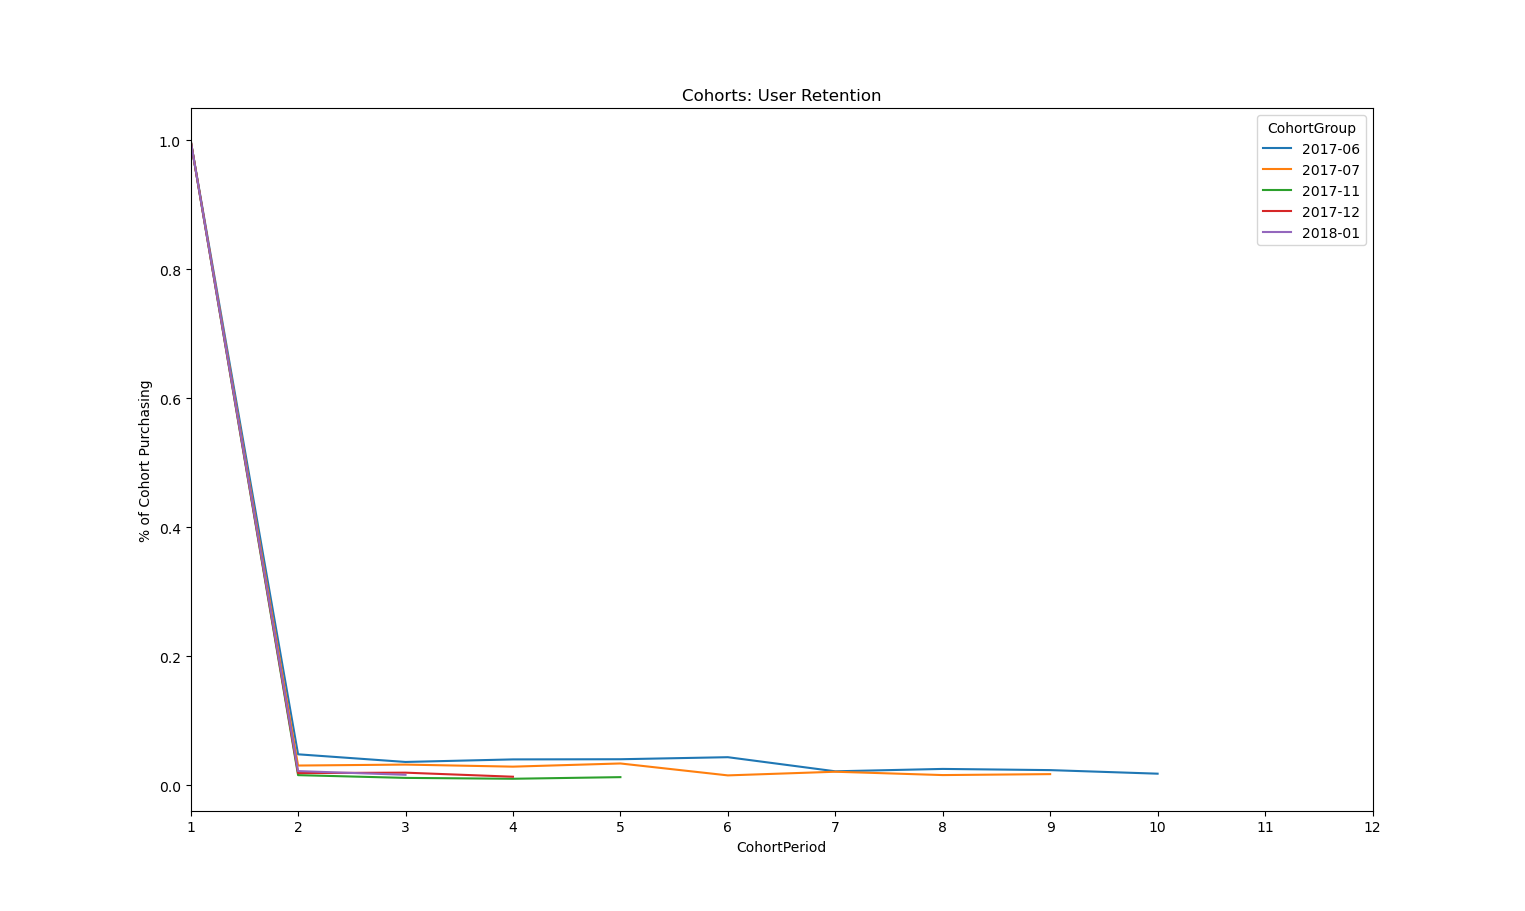 Cohorts: User Retention
CohortGroup
2017-06
2017-07
2017-11
2017-12
2018-01
% of Cohort Purchasing
1.0
0.8
0.6
0.4
0.2
0.0
1 2 3 4 5 6 7 8 9 10 11 12
CohortPeriod